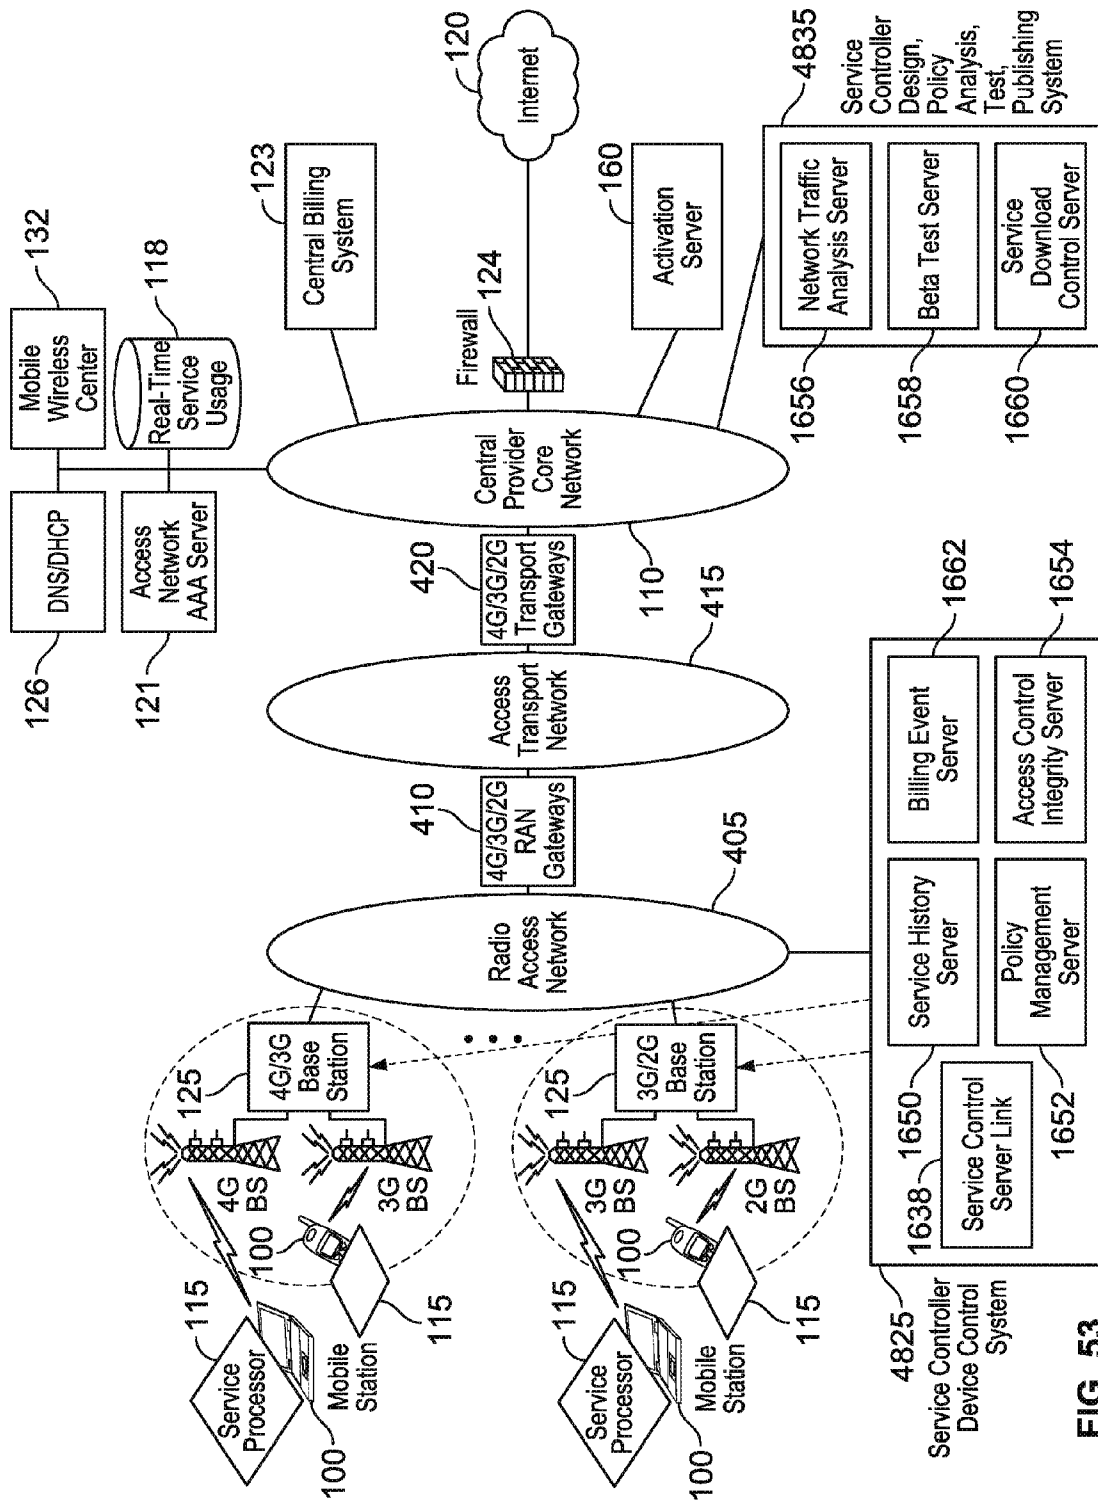 126
DNS/DHCP
Mobile
Wireless
Center
132
121
Access
Network
AAA Server
Real-Time
Service
Usage
118
Central Billing
System
123
115
Service
Processor
100
Mobile
Station
100
115
4G
BS
3G
BS
125
4G/3G
Base
Station
Radio
Access
Network
405
410
4G/3G/2G
RAN
Gateways
Access
Transport
Network
415
420
4G/3G/2G
Transport
Gateways
Central
Provider
Core
Network
110
Firewall
124
Internet
120
115
Service
Processor
100
Mobile
Station
100
115
3G
BS
2G
BS
125
3G/2G
Base
Station
Activation
Server
160
4825
Service Controller
Device Control
System
1638
Service Control
Server Link
1650
Service History
Server
Billing Event
Server
1662
1652
Policy
Management
Server
Access Control
Integrity Server
1654
1656
Network Traffic
Analysis Server
1658
Beta Test Server
1660
Service
Download
Control Server
4835
Service
Controller
Design,
Policy
Analysis,
Test,
Publishing
System
FIG. 53